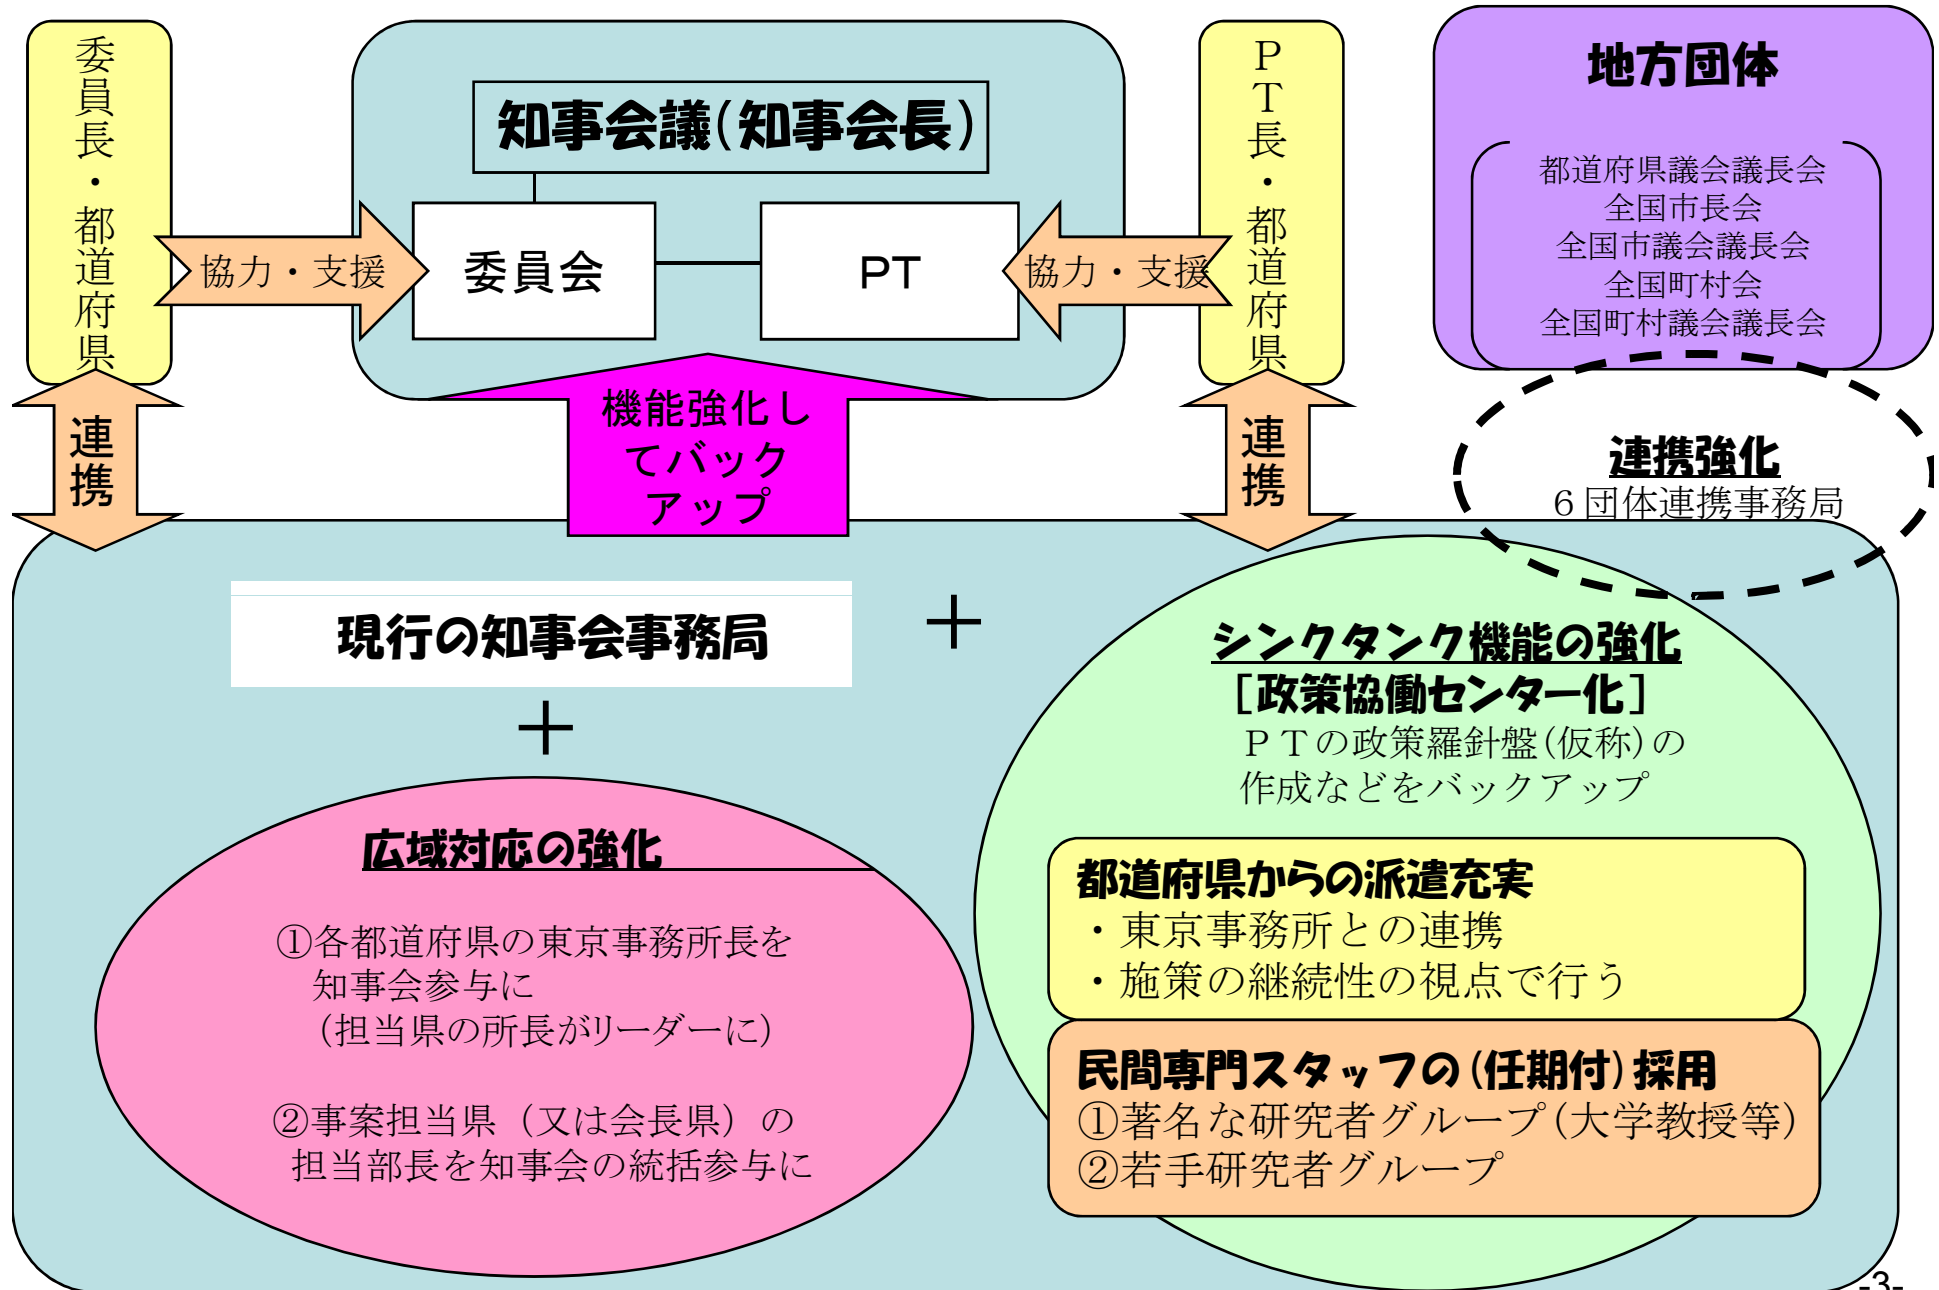 委員長・都道府県
知事会議(知事会長)
ＰＴ長・都道府県
地方団体
都道府県議会議長会
全国市長会
全国市議会議長会
全国町村会
全国町村議会議長会
協力・支援
委員会
PT
協力・支援
連携
機能強化し
てバック
アップ
連携
連携強化
６団体連携事務局
現行の知事会事務局
＋
＋
シンクタンク機能の強化
［政策協働センター化］
ＰＴの政策羅針盤(仮称)の
作成などをバックアップ
広域対応の強化
①各都道府県の東京事務所長を
知事会参与に
（担当県の所長がリーダーに）
②事案担当県（又は会長県）の
担当部長を知事会の統括参与に
都道府県からの派遣充実
・東京事務所との連携
・施策の継続性の視点で行う
民間専門スタッフの(任期付)採用
①著名な研究者グループ(大学教授等)
②若手研究者グループ
-3-